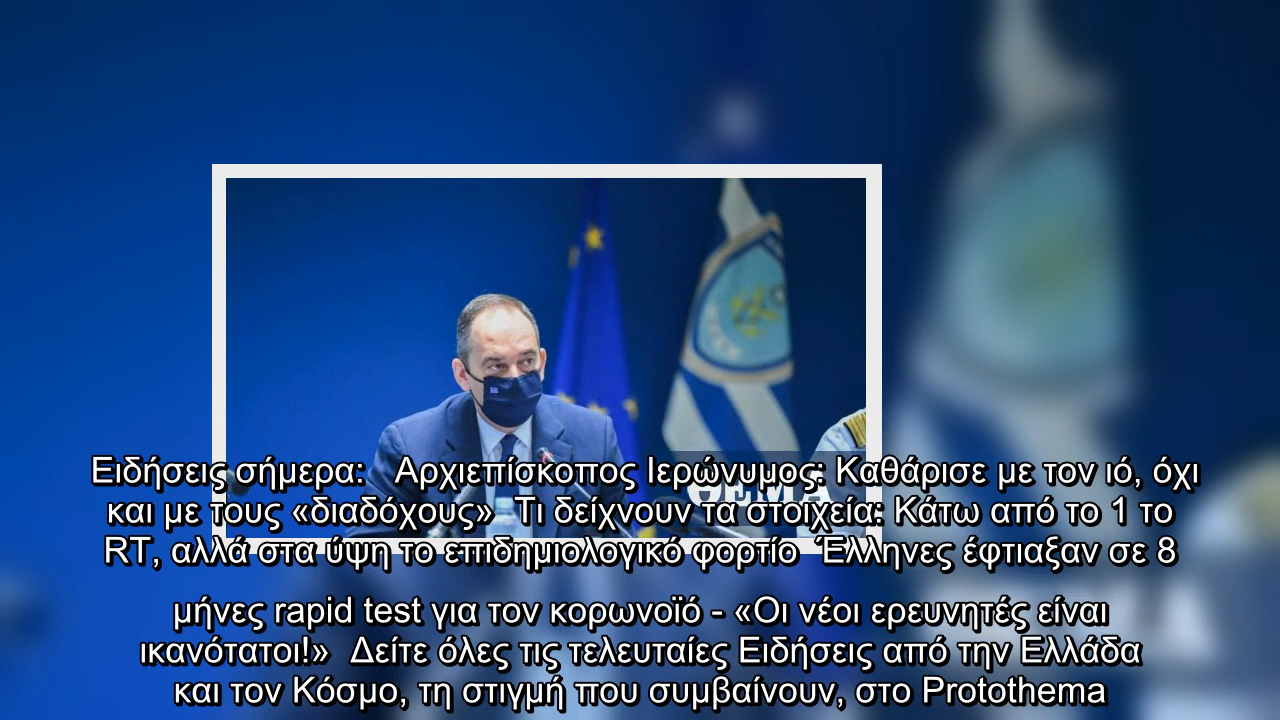 Ειδήσεις σήμερα:   Αρχιεπίσκοπος Ιερώνυμος: Καθάρισε με τον ιό, όχι
και με τους «διαδόχους»  Τι δείχνουν τα στοιχεία: Κάτω από το 1 το
RT, αλλά στα ύψη το επιδημιολογικό φορτίο  Έλληνες έφτιαξαν σε 8
μήνες rapid test για τον κορωνοϊό - «Οι νέοι ερευνητές είναι
ικανότατοι!»  Δείτε όλες τις τελευταίες Ειδήσεις από την Ελλάδα
και τον Κόσμο, τη στιγμή που συμβαίνουν, στο Protothema
ΘΕΜΑ